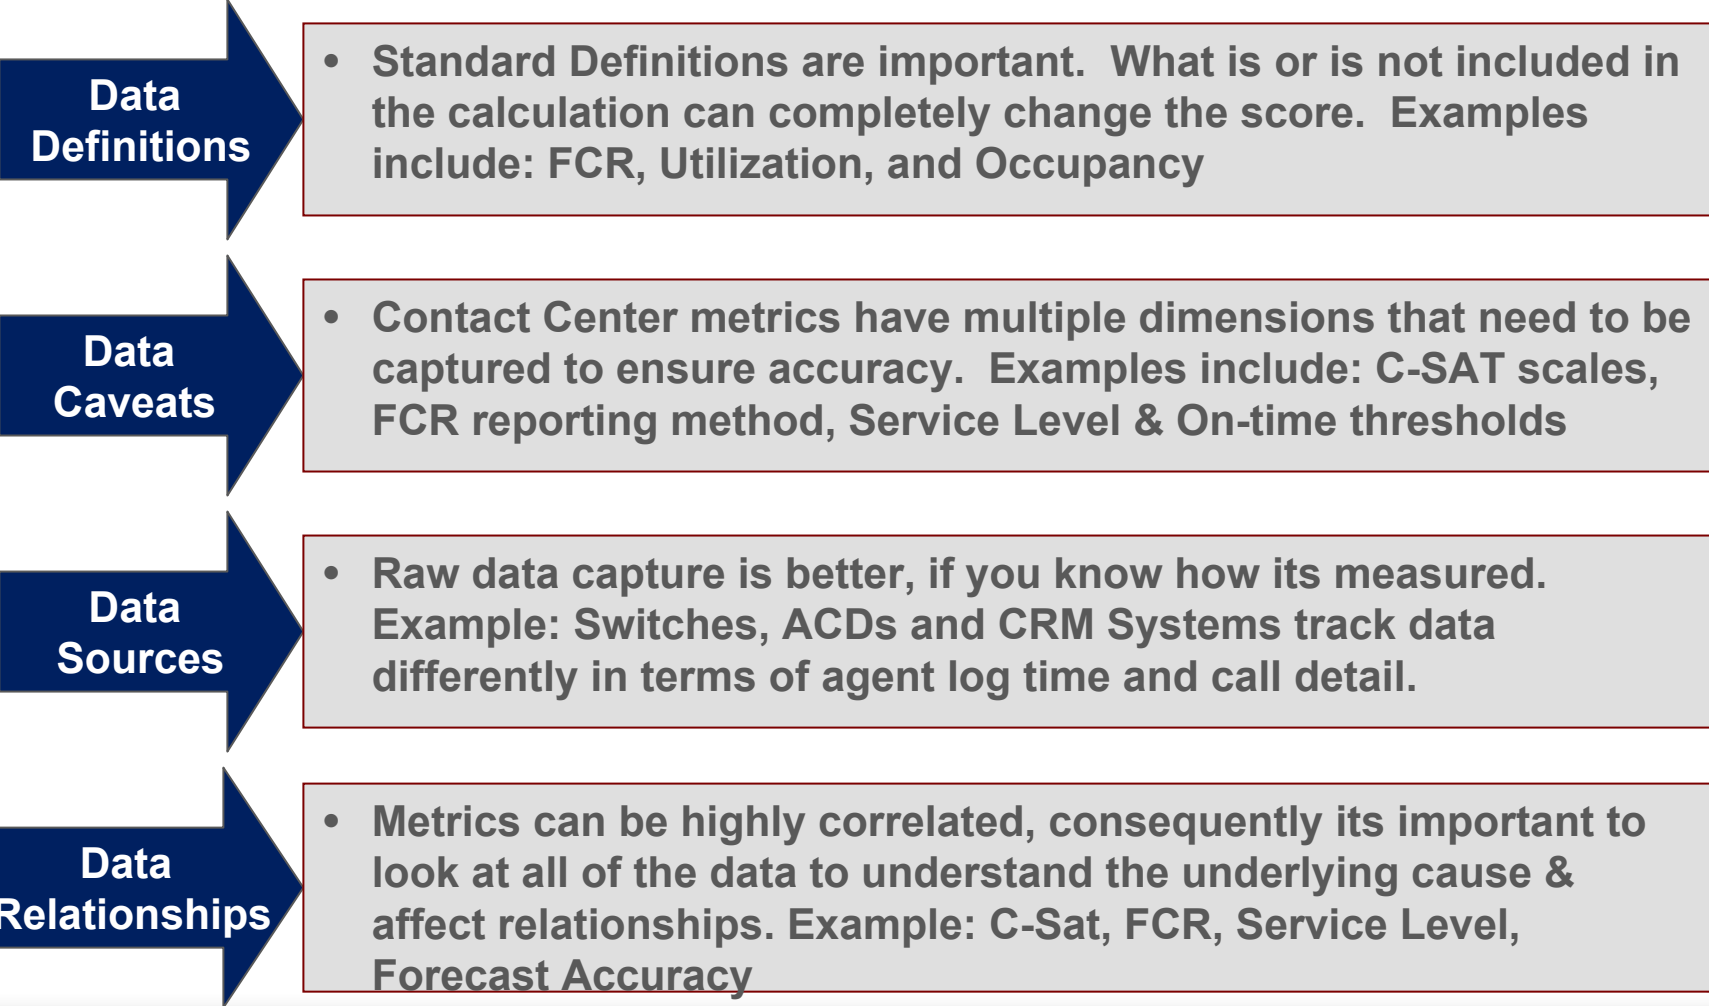 Data
Definitions
• Standard Definitions are important.  What is or is not included in
the calculation can completely change the score.  Examples
include: FCR, Utilization, and Occupancy
Data
Caveats
• Contact Center metrics have multiple dimensions that need to be
captured to ensure accuracy.  Examples include: C-SAT scales,
FCR reporting method, Service Level & On-time thresholds
Data
Sources
• Raw data capture is better, if you know how its measured.
Example: Switches, ACDs and CRM Systems track data
differently in terms of agent log time and call detail.
Data
Relationships
• Metrics can be highly correlated, consequently its important to
look at all of the data to understand the underlying cause &
affect relationships. Example: C-Sat, FCR, Service Level,
Forecast Accuracy